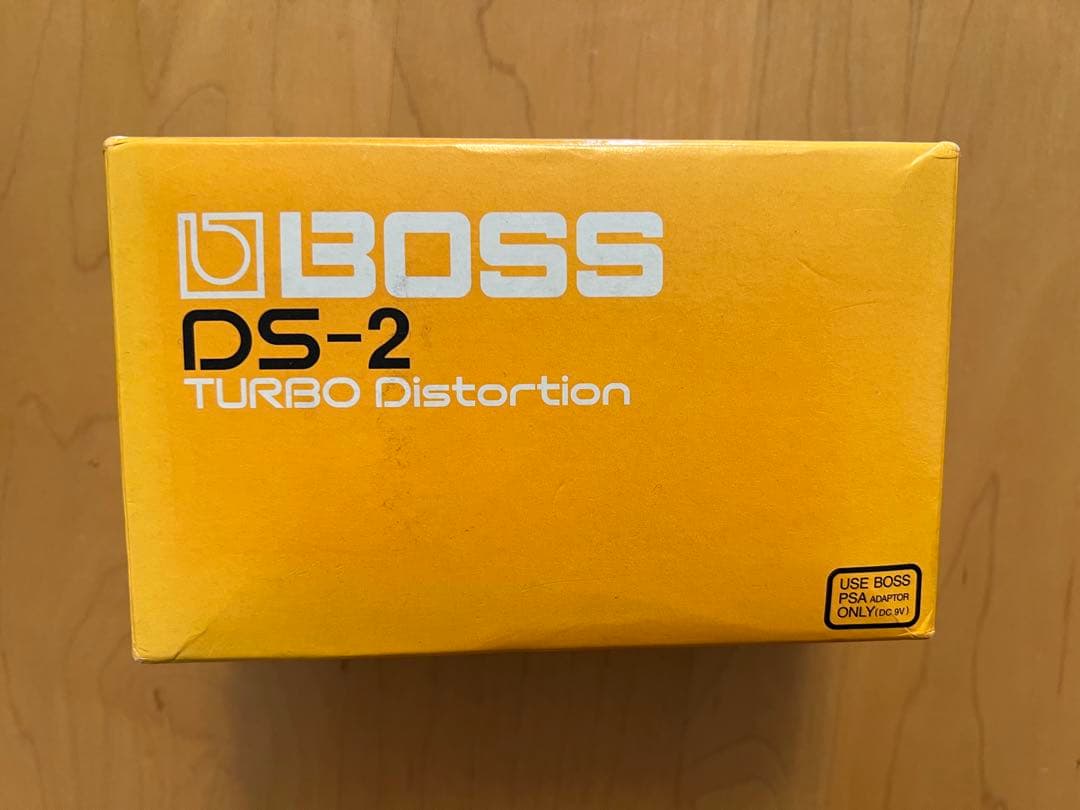 BOSS
DS-2
TURBO Distortion
USE BOSS
PSA ADAPTOR
ONLY(DC 9V)